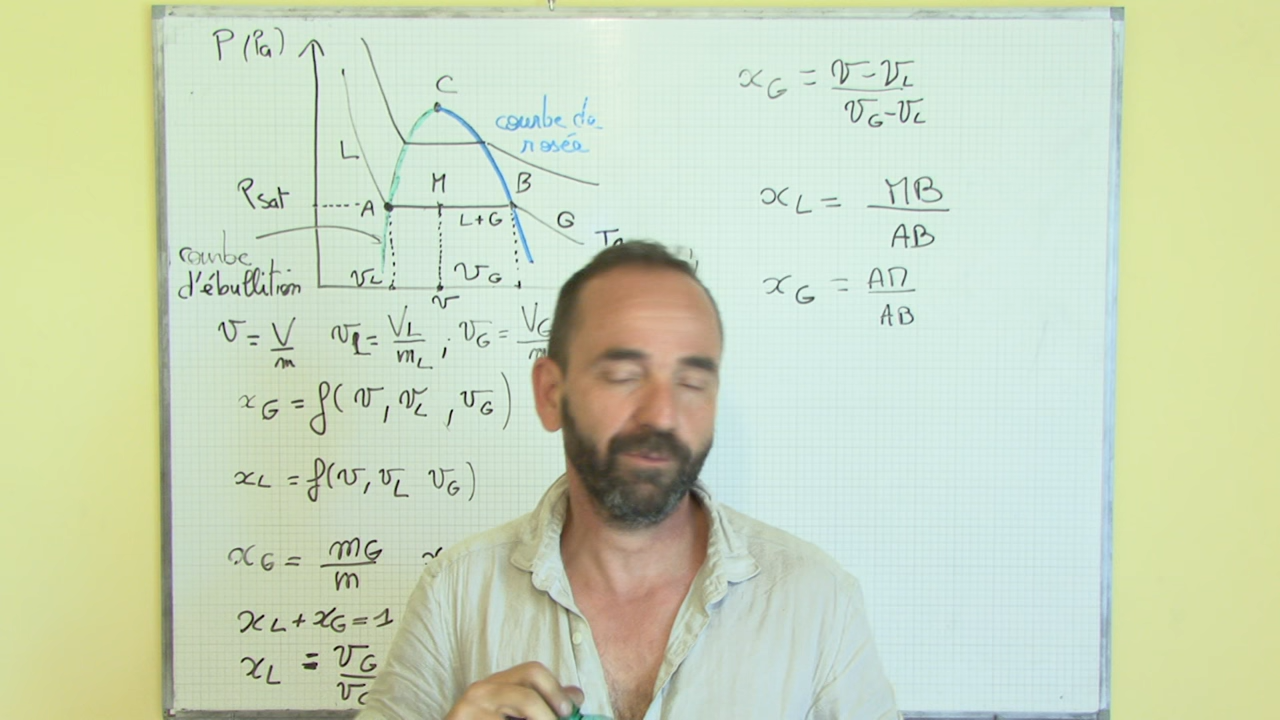 P (Pa)
C
courbe de
rosée
L
M
B
Psat
A
L+G
G
courbe
d'ébullition
vL
vG
v
v = V/m vL = VL/mL ; vG = VG/m
xG = f(v, vL, vG)
xL = f(v, vL vG)
xG = mG/m
xL + xG = 1
xL = vG
xG = (v - vL)/(vG - vL)
xL = MB/AB
xG = AM/AB